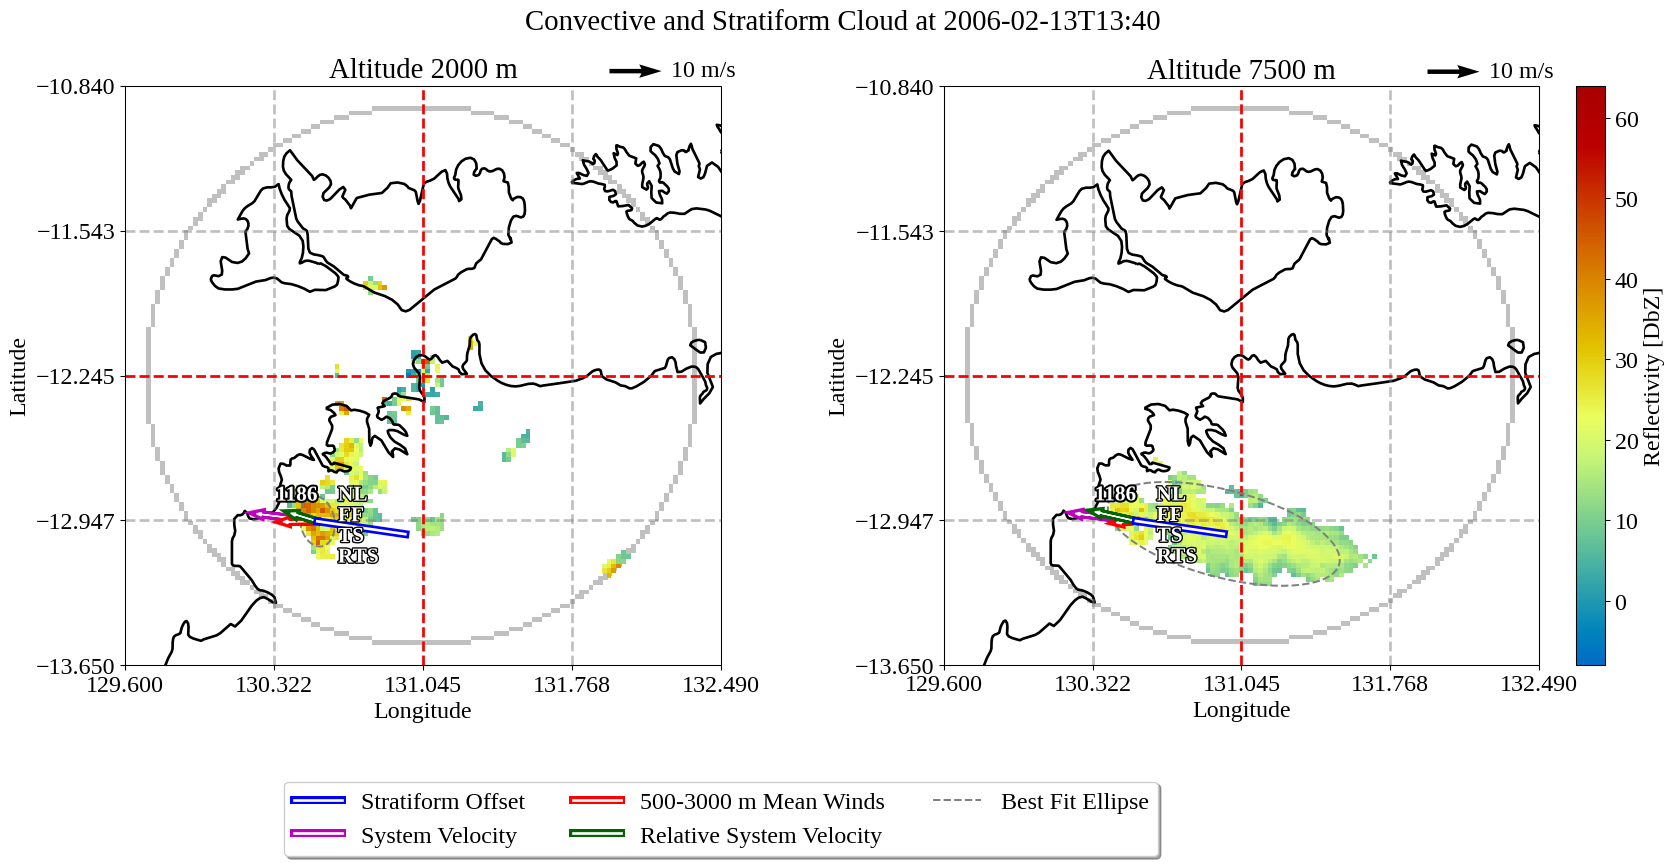 Convective and Stratiform Cloud at 2006-02-13T13:40
Altitude 2000 m
10 m/s
−10.840
−11.543
−12.245
−12.947
−13.650
Latitude
129.600
130.322
131.045
131.768
132.490
Longitude
1186
NL
FF
TS
RTS
Altitude 7500 m
10 m/s
−10.840
−11.543
−12.245
−12.947
−13.650
Latitude
129.600
130.322
131.045
131.768
132.490
Longitude
1186
NL
FF
TS
RTS
60
50
40
30
20
10
0
Reflectivity [DbZ]
Stratiform Offset
System Velocity
500-3000 m Mean Winds
Relative System Velocity
Best Fit Ellipse